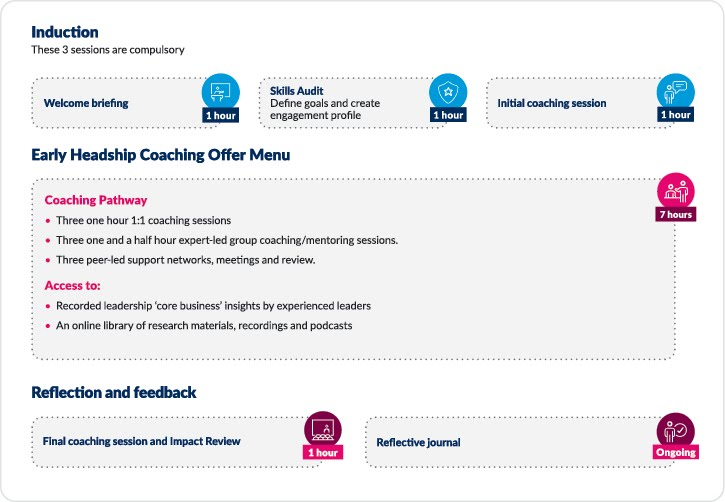 Induction
These 3 sessions are compulsory
Welcome briefing
1 hour
Skills Audit
Define goals and create
engagement profile
1 hour
Initial coaching session
1 hour
Early Headship Coaching Offer Menu
Coaching Pathway
• Three one hour 1:1 coaching sessions
• Three one and a half hour expert-led group coaching/mentoring sessions.
• Three peer-led support networks, meetings and review.
7 hours
Access to:
• Recorded leadership ‘core business’ insights by experienced leaders
• An online library of research materials, recordings and podcasts
Reflection and feedback
Final coaching session and Impact Review
1 hour
Reflective journal
Ongoing